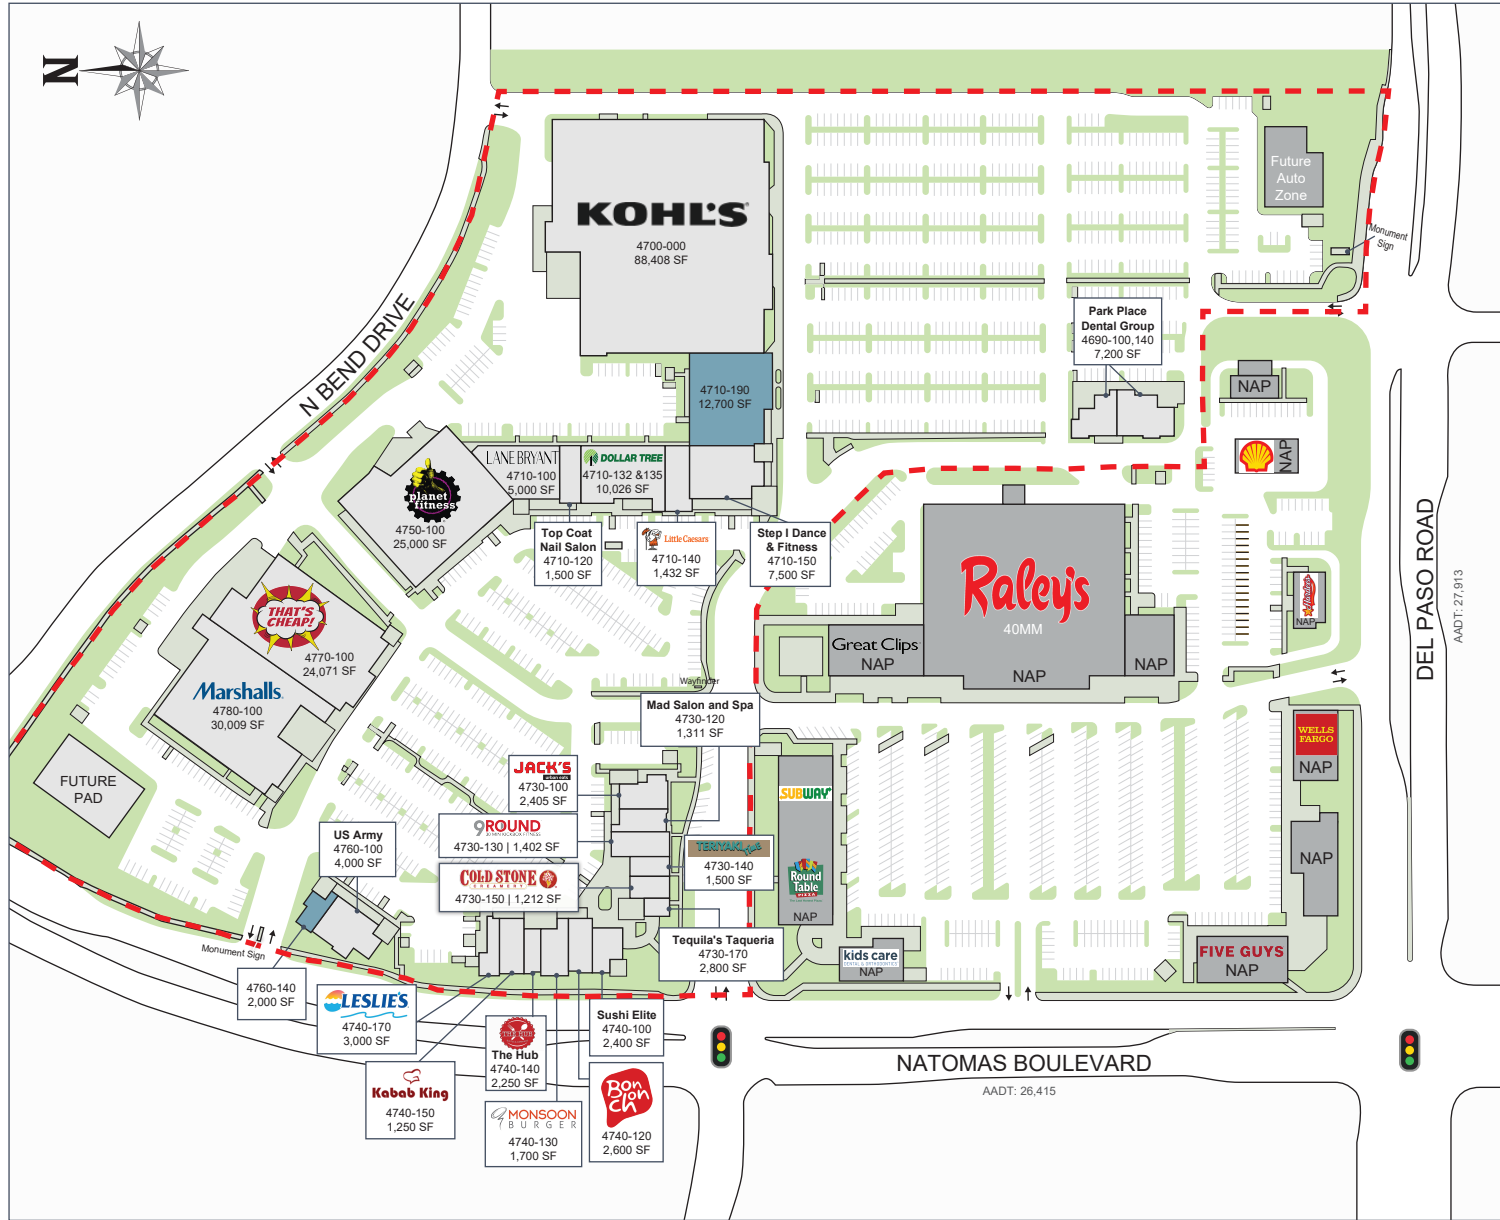 N
KOHL'S
4700-000
88,408 SF
Future
Auto
Zone
Monument
Sign
N BEND DRIVE
Park Place
Dental Group
4690-100,140
7,200 SF
4710-190
12,700 SF
NAP
NAP
LANE BRYANT
4710-100
5,000 SF
DOLLAR TREE
4710-132 &135
10,026 SF
planet
fitness
4750-100
25,000 SF
Top Coat
Nail Salon
4710-120
1,500 SF
Little Caesars
4710-140
1,432 SF
Step I Dance
& Fitness
4710-150
7,500 SF
Raley's
40MM
NAP
Great Clips
NAP
NAP
NAP
DEL PASO ROAD
AADT: 27,913
THAT'S
CHEAP!
4770-100
24,071 SF
Marshalls
4780-100
30,009 SF
FUTURE
PAD
Wayfinder
Mad Salon and Spa
4730-120
1,311 SF
JACK'S
urban eats
4730-100
2,405 SF
9ROUND
30 MIN KICKBOX FITNESS
4730-130 | 1,402 SF
COLD STONE
CREAMERY
4730-150 | 1,212 SF
4730-140
1,500 SF
Tequila's Taqueria
4730-170
2,800 SF
SUBWAY
Round
Table
PIZZA
NAP
WELLS
FARGO
NAP
NAP
kids care
NAP
FIVE GUYS
NAP
US Army
4760-100
4,000 SF
Monument Sign
4760-140
2,000 SF
LESLIE'S
4740-170
3,000 SF
Kabab King
4740-150
1,250 SF
The Hub
4740-140
2,250 SF
MONSOON
BURGER
4740-130
1,700 SF
Sushi Elite
4740-100
2,400 SF
Bon
chon
4740-120
2,600 SF
NATOMAS BOULEVARD
AADT: 26,415